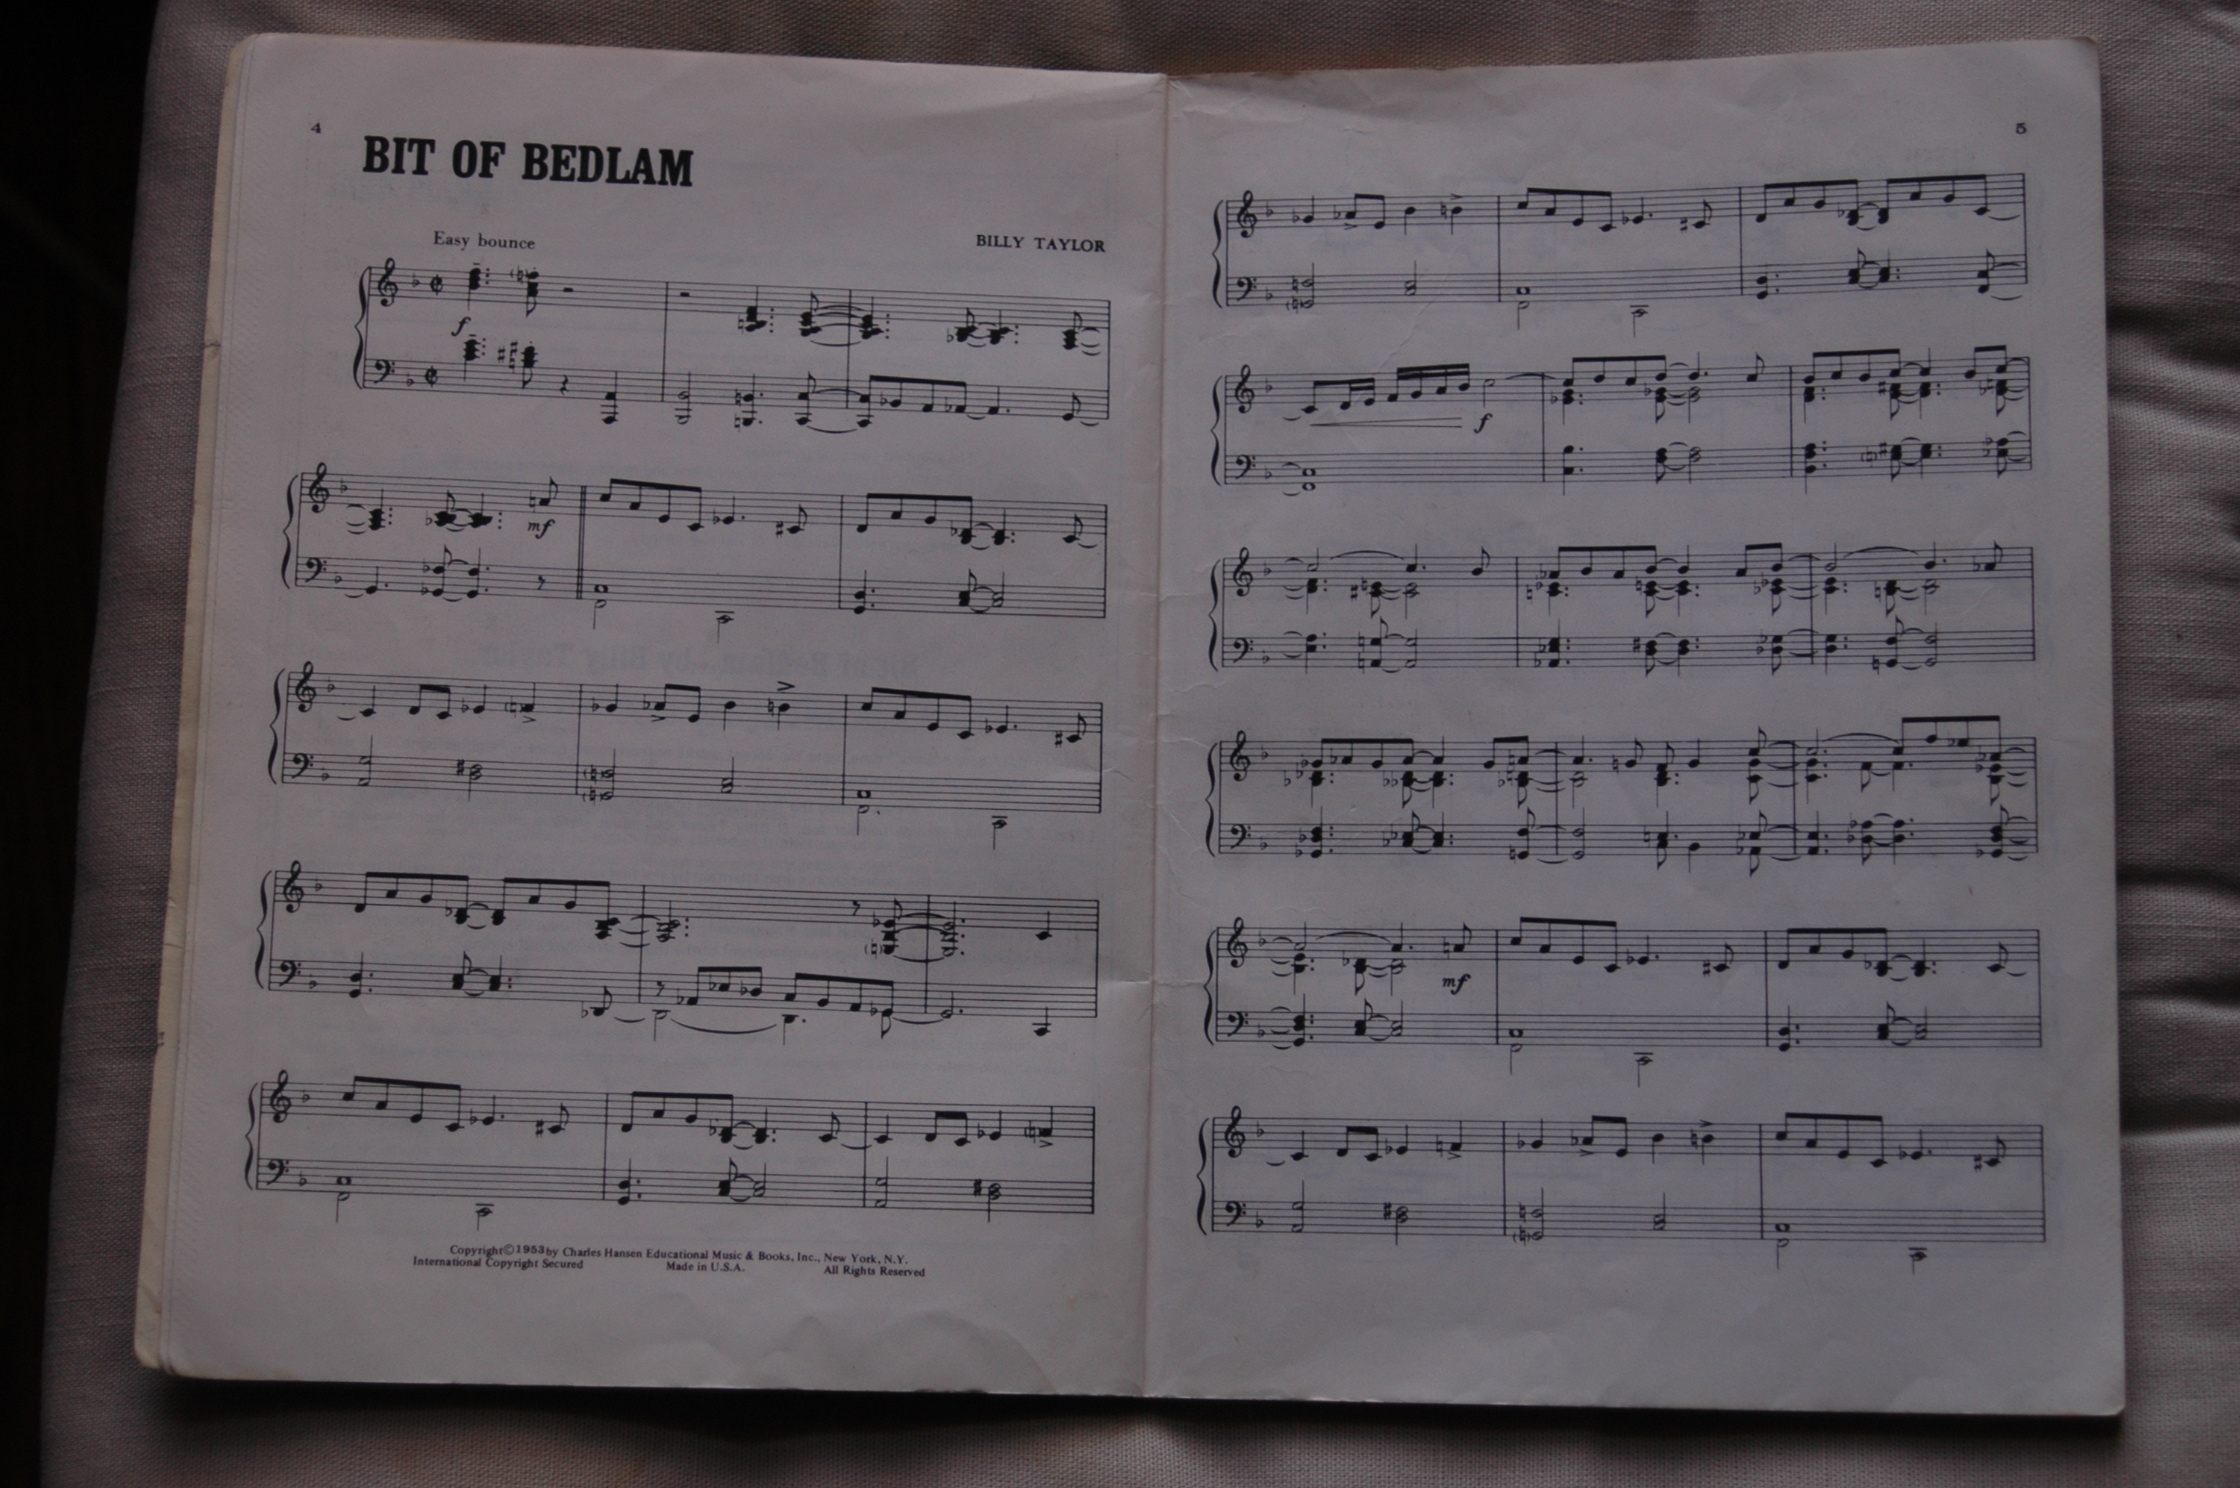 4
BIT OF BEDLAM
Easy bounce
BILLY TAYLOR
f
mf
Copyright©1953 by Charles Hansen Educational Music & Books, Inc., New York, N.Y.
International Copyright Secured Made in U.S.A. All Rights Reserved
5
f
mf